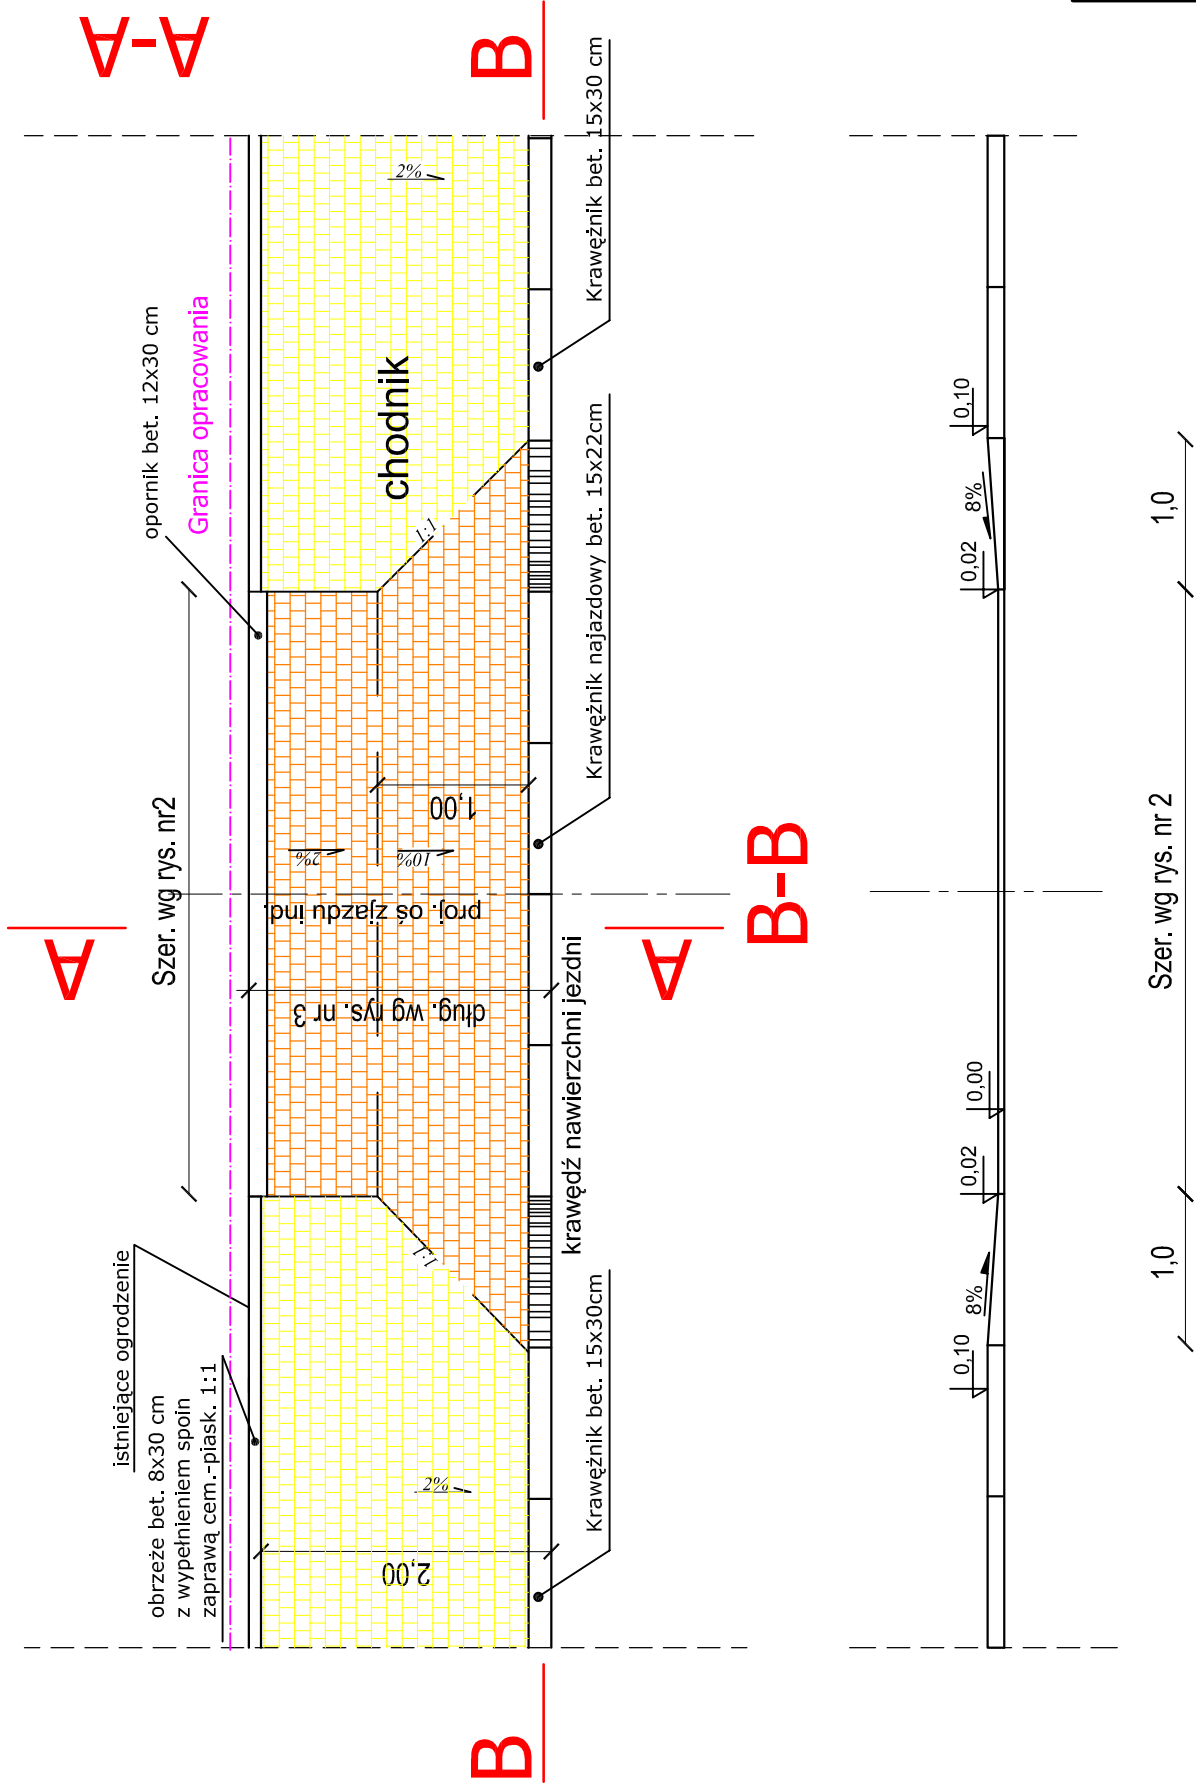 A-A
B
B
A
A
Szer. wg rys. nr2
opornik bet. 12x30 cm
Granica opracowania
istniejące ogrodzenie
obrzeże bet. 8x30 cm
z wypełnieniem spoin
zaprawą cem.-piask. 1:1
chodnik
2%
2%
2%
10%
1:1
1:1
1,00
2,00
proj. oś zjazdu ind.
dług. wg rys. nr 3
krawędź nawierzchni jezdni
Krawężnik bet. 15x30cm
Krawężnik najazdowy bet. 15x22cm
Krawężnik bet. 15x30 cm
B-B
0,10
8%
0,02
0,00
0,02
8%
0,10
1,0
Szer. wg rys. nr 2
1,0